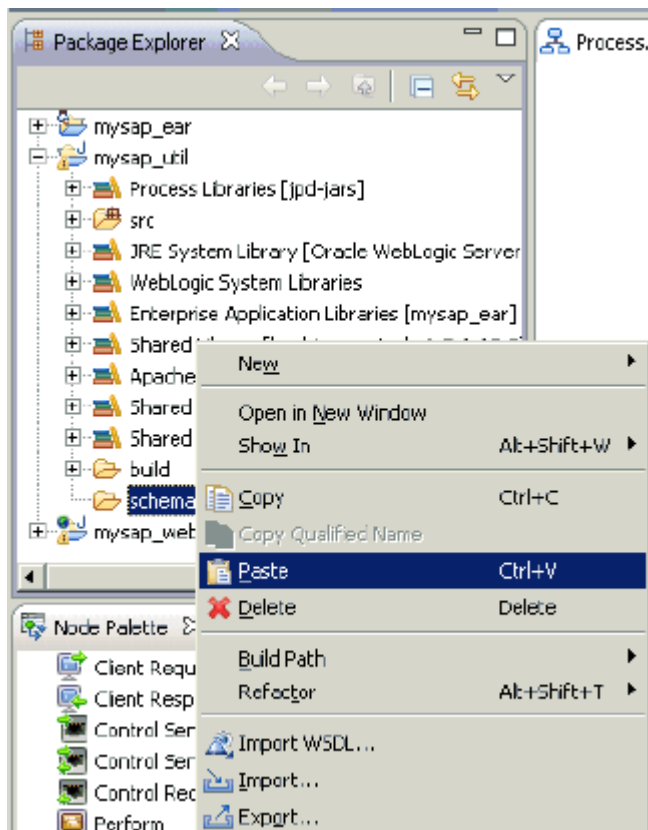 Package Explorer
Process.
mysap_ear
mysap_util
Process Libraries [jpd-jars]
src
JRE System Library [Oracle WebLogic Server
WebLogic System Libraries
Enterprise Application Libraries [mysap_ear]
Shared
Apache
Shared
Shared
build
schema
mysap_web
New
Open in New Window
Show In Alt+Shift+W
Copy Ctrl+C
Copy Qualified Name
Paste Ctrl+V
Delete Delete
Build Path
Refactor Alt+Shift+T
Import WSDL...
Import...
Export...
Node Palette
Client Requ
Client Resp
Control Ser
Control Ser
Control Rec
Perform